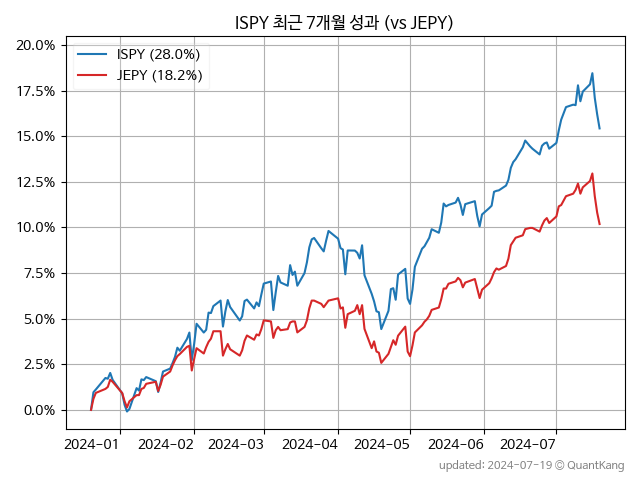 ISPY 최근 7개월 성과 (vs JEPY)
ISPY (28.0%)
JEPY (18.2%)
20.0%
17.5%
15.0%
12.5%
10.0%
7.5%
5.0%
2.5%
0.0%
2024-01 2024-02 2024-03 2024-04 2024-05 2024-06 2024-07
updated: 2024-07-19 © QuantKang